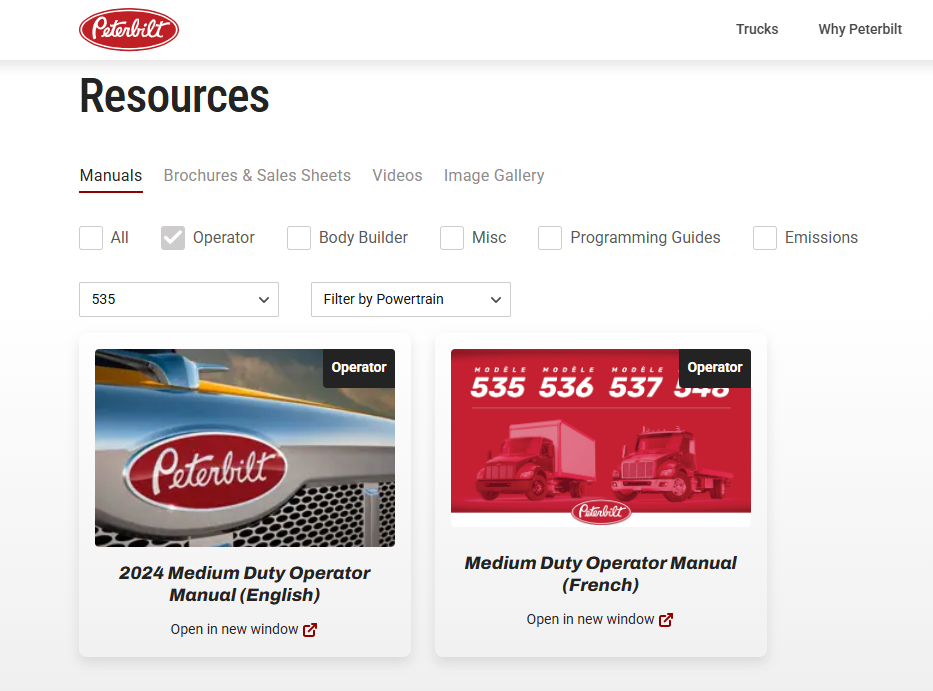 Peterbilt
Trucks
Why Peterbilt
Resources
Manuals
Brochures & Sales Sheets
Videos
Image Gallery
All
Operator
Body Builder
Misc
Programming Guides
Emissions
535
Filter by Powertrain
Operator
Peterbilt
2024 Medium Duty Operator
Manual (English)
Open in new window
Operator
MODÈLE MODÈLE MODÈLE
535 536 537 548
Peterbilt
Medium Duty Operator Manual
(French)
Open in new window